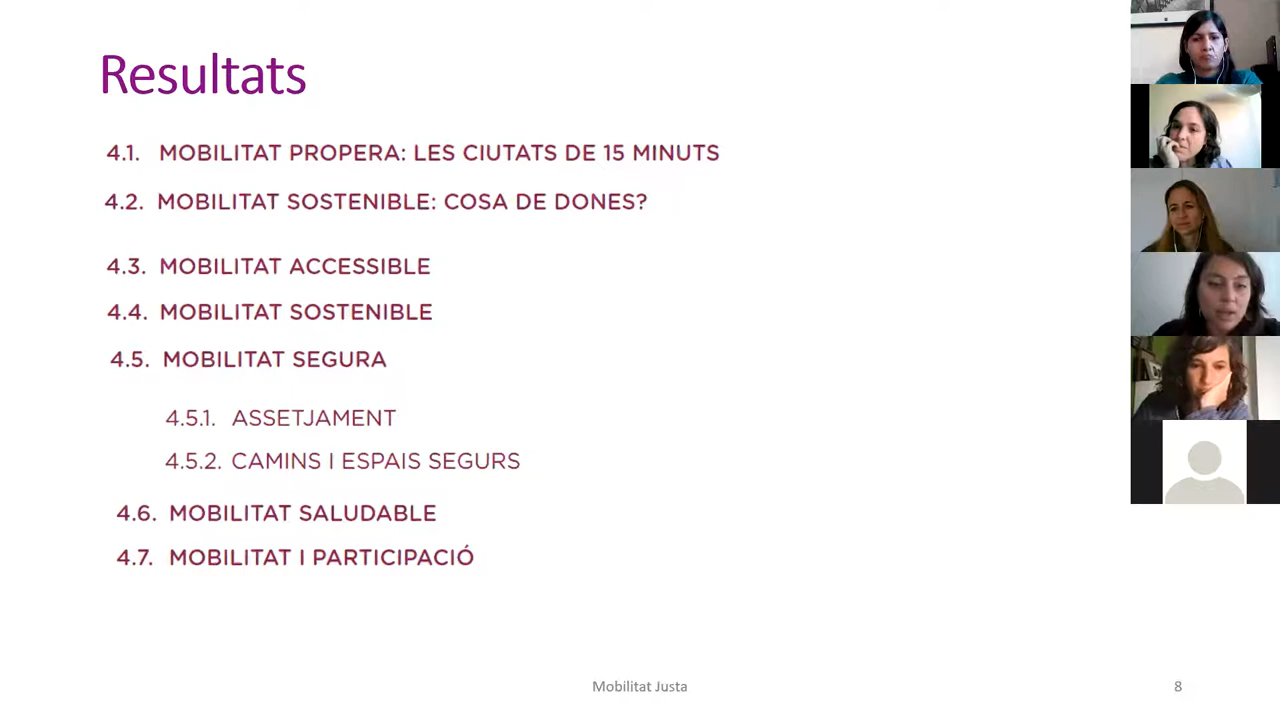 Resultats
4.1. MOBILITAT PROPERA: LES CIUTATS DE 15 MINUTS
4.2. MOBILITAT SOSTENIBLE: COSA DE DONES?
4.3. MOBILITAT ACCESSIBLE
4.4. MOBILITAT SOSTENIBLE
4.5. MOBILITAT SEGURA
4.5.1. ASSETJAMENT
4.5.2. CAMINS I ESPAIS SEGURS
4.6. MOBILITAT SALUDABLE
4.7. MOBILITAT I PARTICIPACIÓ
Mobilitat Justa
8